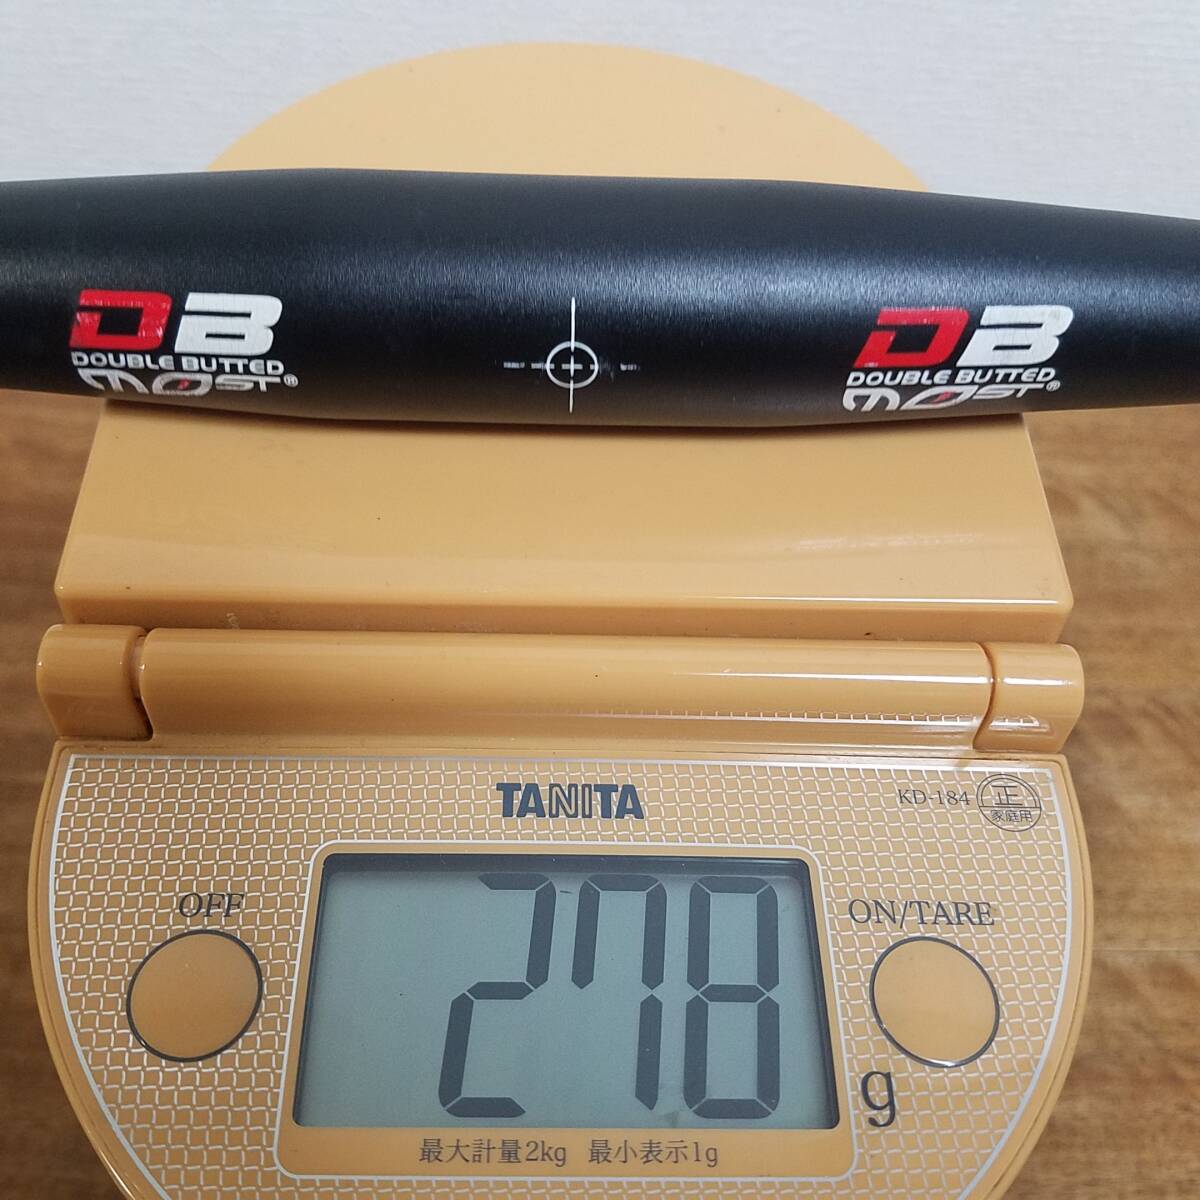 DB
DOUBLE BUTTED
MOST®
DB
DOUBLE BUTTED
MOST®
TANITA
KD-184
正
家庭用
OFF
ON/TARE
278
g
最大計量2kg 最小表示1g